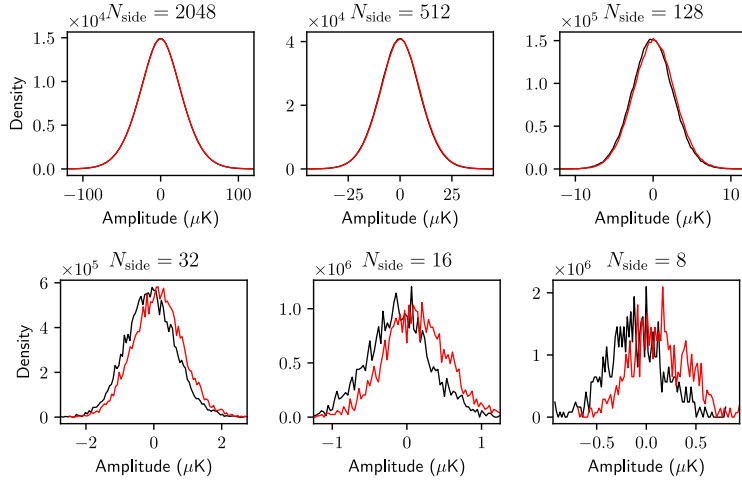 ×10⁴ N_side = 2048
1.5
1.0
0.5
0.0
Density
−100 0 100
Amplitude (μK)
×10⁴ N_side = 512
4
2
0
−25 0 25
Amplitude (μK)
×10⁵ N_side = 128
1.5
1.0
0.5
0.0
−10 0 10
Amplitude (μK)
×10⁵ N_side = 32
6
4
2
0
Density
−2 0 2
Amplitude (μK)
×10⁶ N_side = 16
1.0
0.5
0.0
−1 0 1
Amplitude (μK)
×10⁶ N_side = 8
2
1
0
−0.5 0.0 0.5
Amplitude (μK)